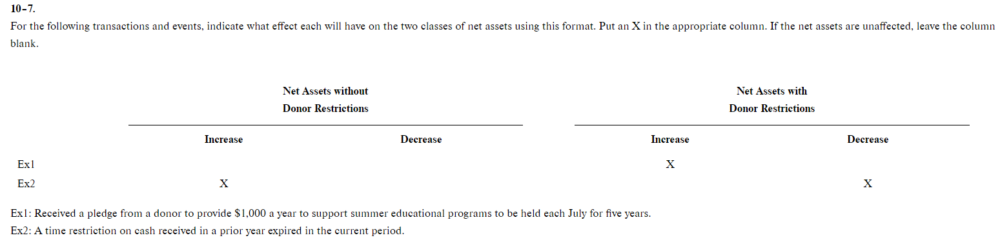 10-7.
For the following transactions and events, indicate what effect each will have on the two classes of net assets using this format. Put an X in the appropriate column. If the net assets are unaffected, leave the column
blank.
Net Assets without Net Assets with
Donor Restrictions Donor Restrictions
Increase Decrease Increase Decrease
Ex1 X
Ex2 X X
Ex1: Received a pledge from a donor to provide $1,000 a year to support summer educational programs to be held each July for five years.
Ex2: A time restriction on cash received in a prior year expired in the current period.